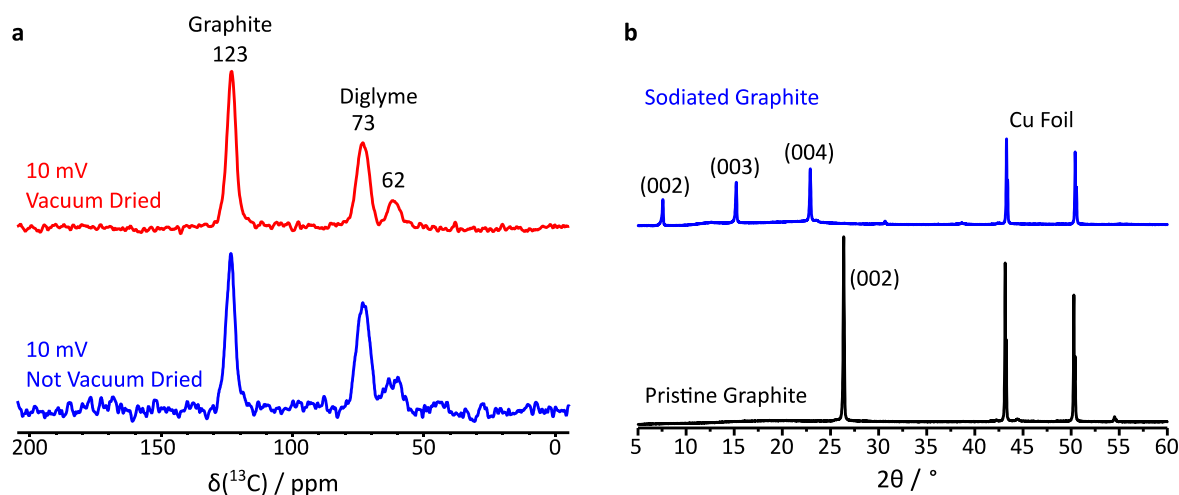 a
Graphite
123
Diglyme
73
62
10 mV
Vacuum Dried
10 mV
Not Vacuum Dried
200
150
100
50
0
δ(¹³C) / ppm
b
Sodiated Graphite
Cu Foil
(002)
(003)
(004)
(002)
Pristine Graphite
5
10
15
20
25
30
35
40
45
50
55
60
2θ / °